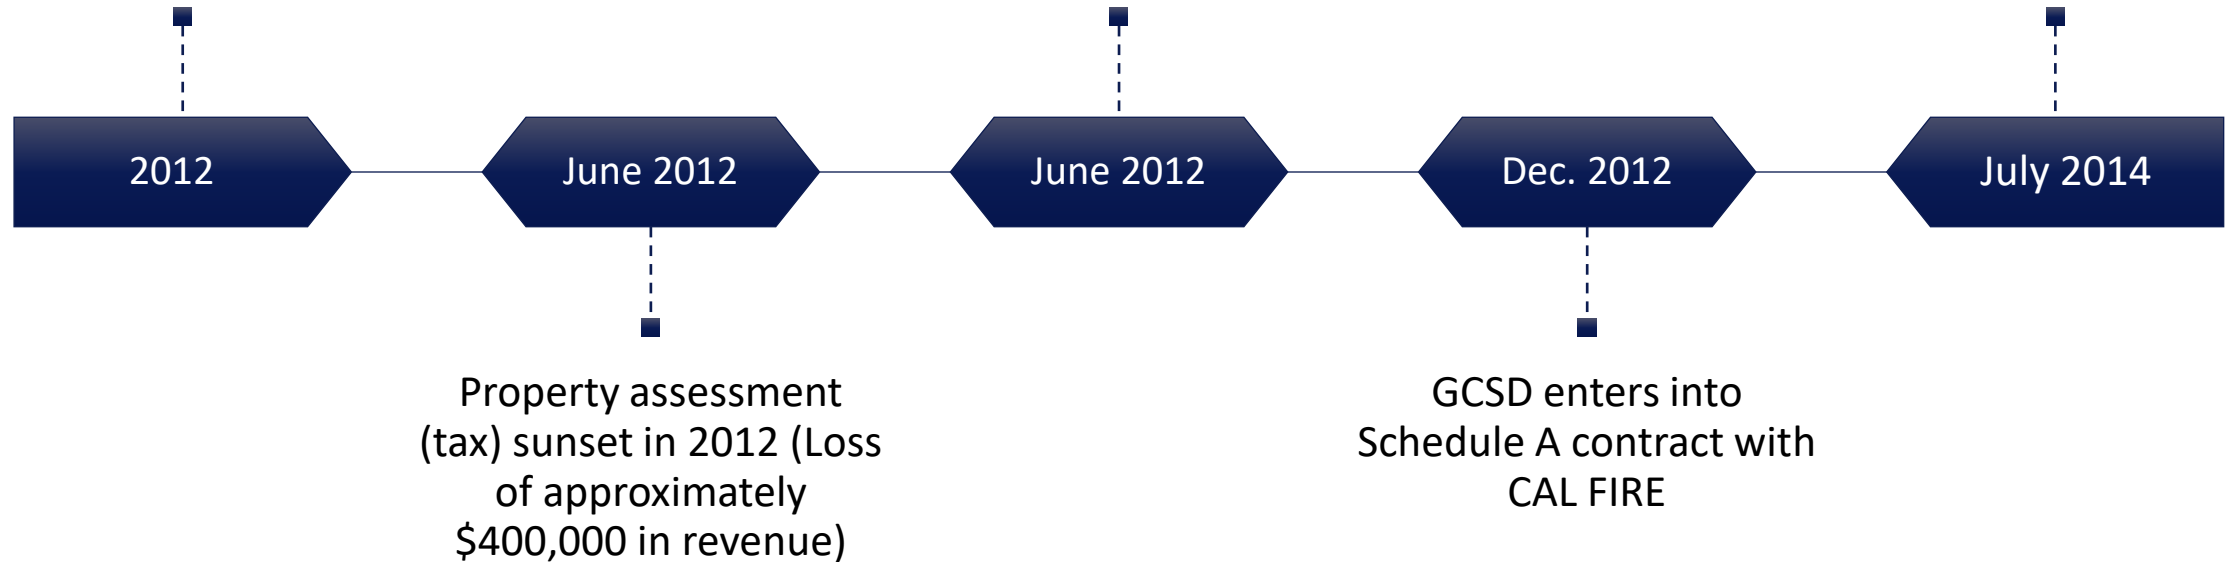 2012
June 2012
June 2012
Dec. 2012
July 2014
Property assessment
(tax) sunset in 2012 (Loss
of approximately
$400,000 in revenue)
GCSD enters into
Schedule A contract with
CAL FIRE